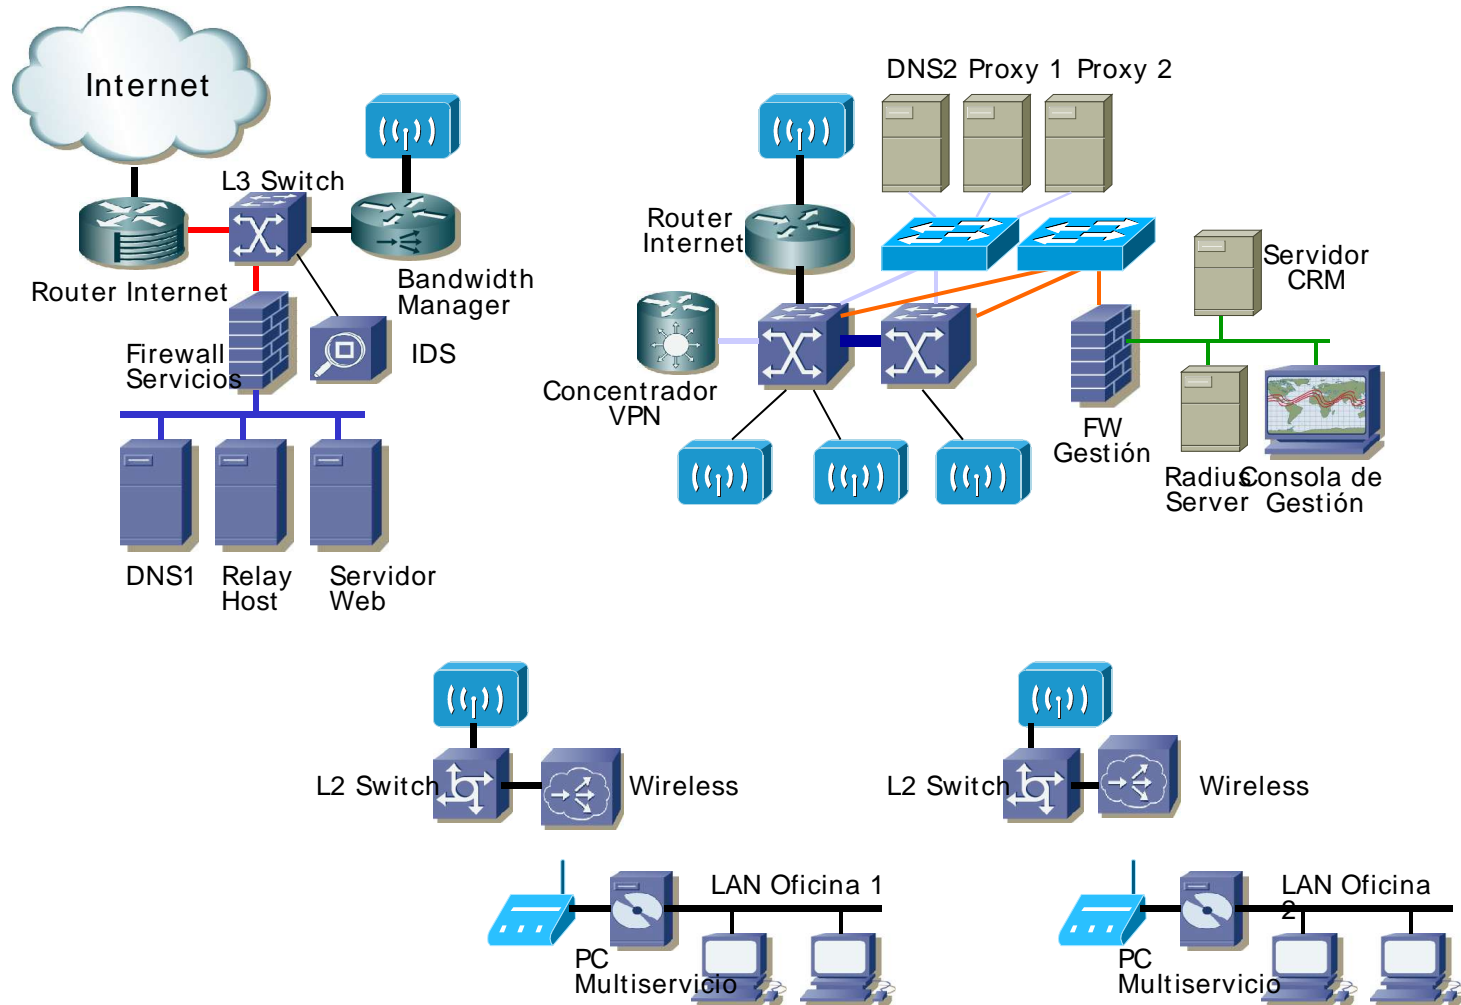 Internet
L3 Switch
Router Internet
Bandwidth
Manager
Firewall
Servicios
IDS
DNS1
Relay
Host
Servidor
Web
DNS2 Proxy 1 Proxy 2
Router
Internet
Concentrador
VPN
Servidor
CRM
FW
Gestión
Radius
Server
Consola de
Gestión
L2 Switch
Wireless
LAN Oficina 1
PC
Multiservicio
L2 Switch
Wireless
LAN Oficina
2
PC
Multiservicio